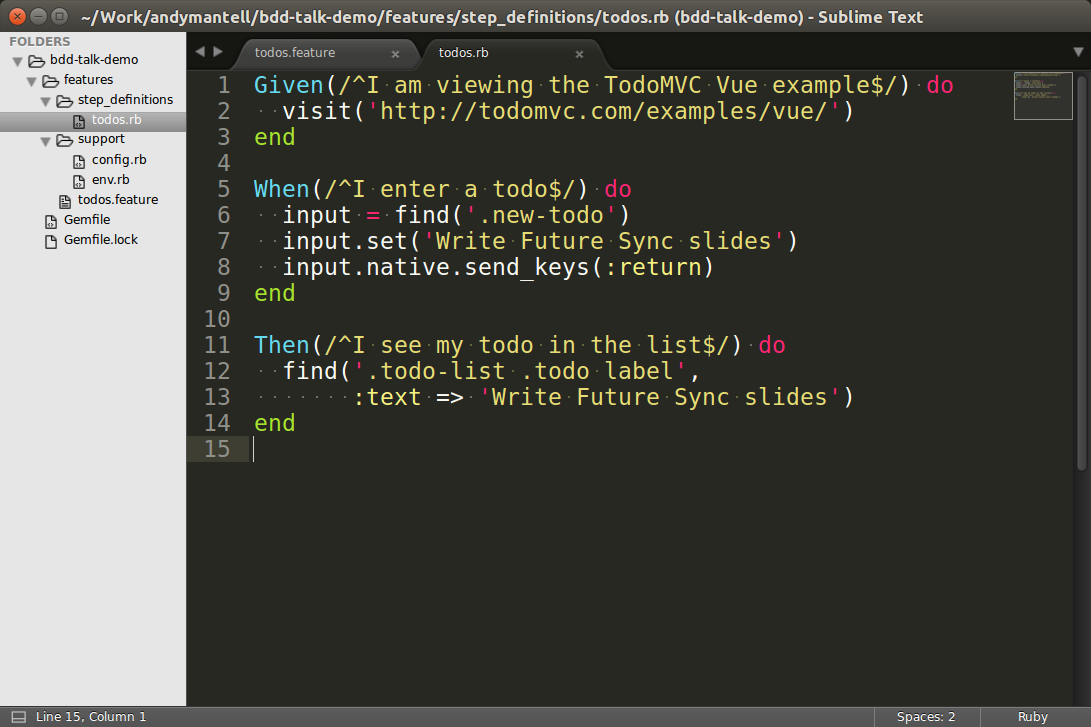 ~/Work/andymantell/bdd-talk-demo/features/step_definitions/todos.rb (bdd-talk-demo) - Sublime Text
FOLDERS
bdd-talk-demo
features
step_definitions
todos.rb
support
config.rb
env.rb
todos.feature
Gemfile
Gemfile.lock
todos.feature × todos.rb ×
1 Given(/^I am viewing the TodoMVC Vue example$/) do
2   visit('http://todomvc.com/examples/vue/')
3 end
4
5 When(/^I enter a todo$/) do
6   input = find('.new-todo')
7   input.set('Write Future Sync slides')
8   input.native.send_keys(:return)
9 end
10
11 Then(/^I see my todo in the list$/) do
12   find('.todo-list .todo label',
13        :text => 'Write Future Sync slides')
14 end
15
Line 15, Column 1 Spaces: 2 Ruby